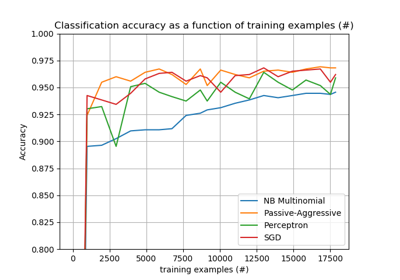 Classification accuracy as a function of training examples (#)
1.000
0.975
0.950
0.925
0.900
0.875
0.850
0.825
0.800
Accuracy
NB Multinomial
Passive-Aggressive
Perceptron
SGD
0 2500 5000 7500 10000 12500 15000 17500
training examples (#)